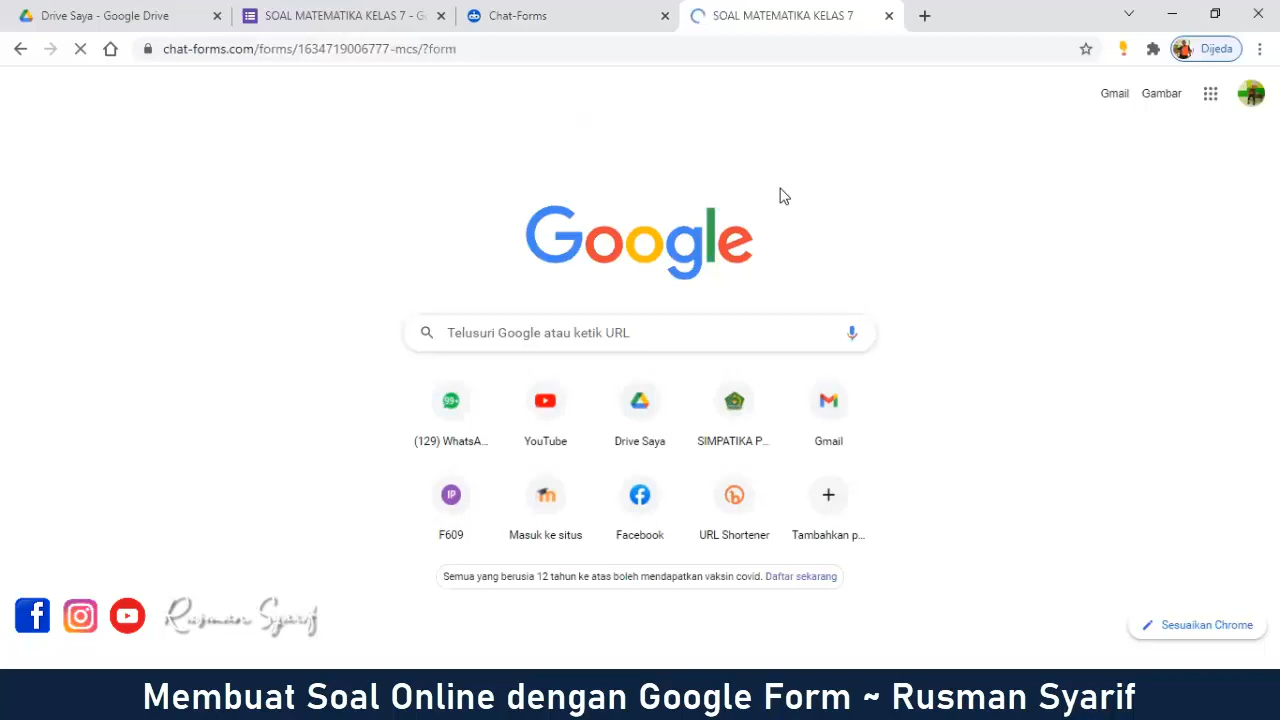 Drive Saya - Google Drive
SOAL MATEMATIKA KELAS 7 - Go
Chat-Forms
SOAL MATEMATIKA KELAS 7
chat-forms.com/forms/1634719006777-mcs/?form
Dijeda
Gmail
Gambar
Google
Telusuri Google atau ketik URL
99+
(129) WhatsA...
YouTube
Drive Saya
SIMPATIKA P...
Gmail
IP
F609
Masuk ke situs
Facebook
URL Shortener
Tambahkan p...
Semua yang berusia 12 tahun ke atas boleh mendapatkan vaksin covid. Daftar sekarang
Rusman Syarif
Sesuaikan Chrome
Membuat Soal Online dengan Google Form ~ Rusman Syarif